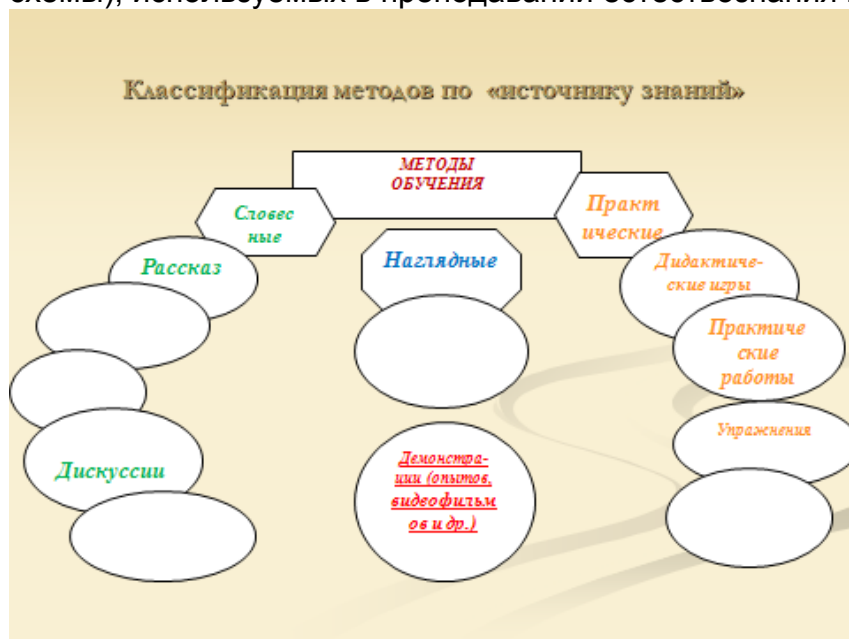 схемы), используемых в преподавании естествознания
Классификация методов по «источнику знаний»
МЕТОДЫ
ОБУЧЕНИЯ
Словес
ные
Рассказ
Дискуссии
Наглядные
Демонстра-
ции (опытов,
видеофильм
ов и др.)
Практ
ические
Дидактиче-
ские игры
Практиче
ские
работы
Упражнения